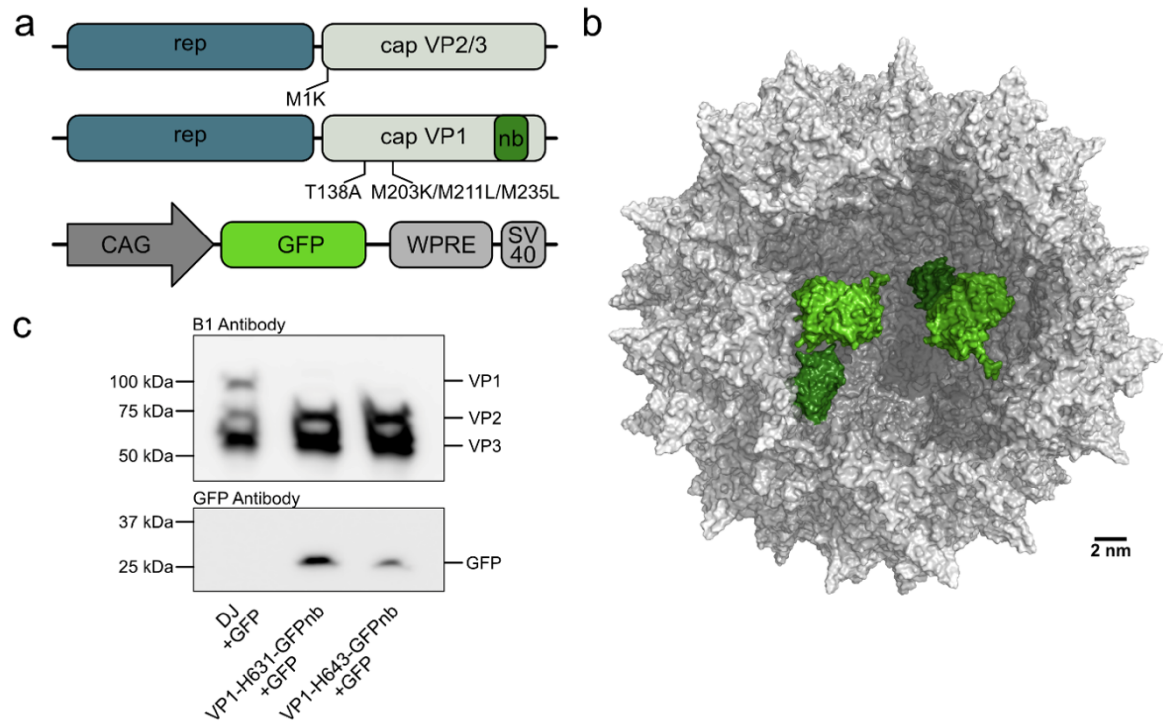 a
rep
cap VP2/3
M1K
rep
cap VP1
nb
T138A
M203K/M211L/M235L
CAG
GFP
WPRE
SV
40
b
2 nm
c
B1 Antibody
100 kDa
75 kDa
50 kDa
VP1
VP2
VP3
GFP Antibody
37 kDa
25 kDa
GFP
DJ
+GFP
VP1-H631-GFPnb
+GFP
VP1-H643-GFPnb
+GFP